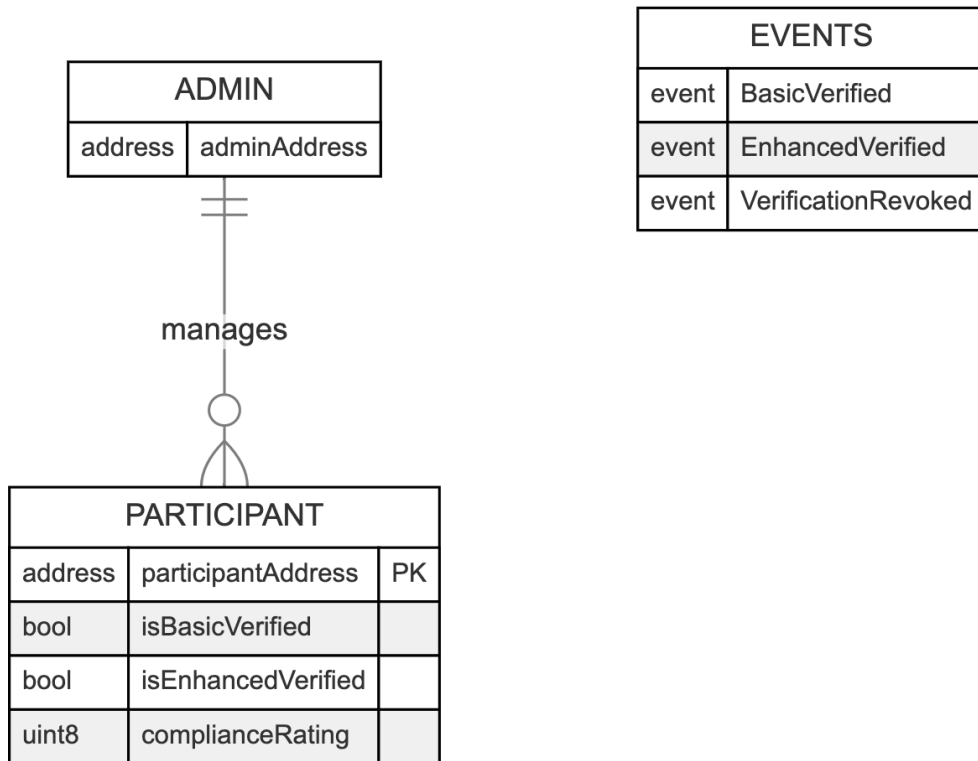 ADMIN
address adminAddress
manages
PARTICIPANT
address participantAddress PK
bool isBasicVerified
bool isEnhancedVerified
uint8 complianceRating
EVENTS
event BasicVerified
event EnhancedVerified
event VerificationRevoked